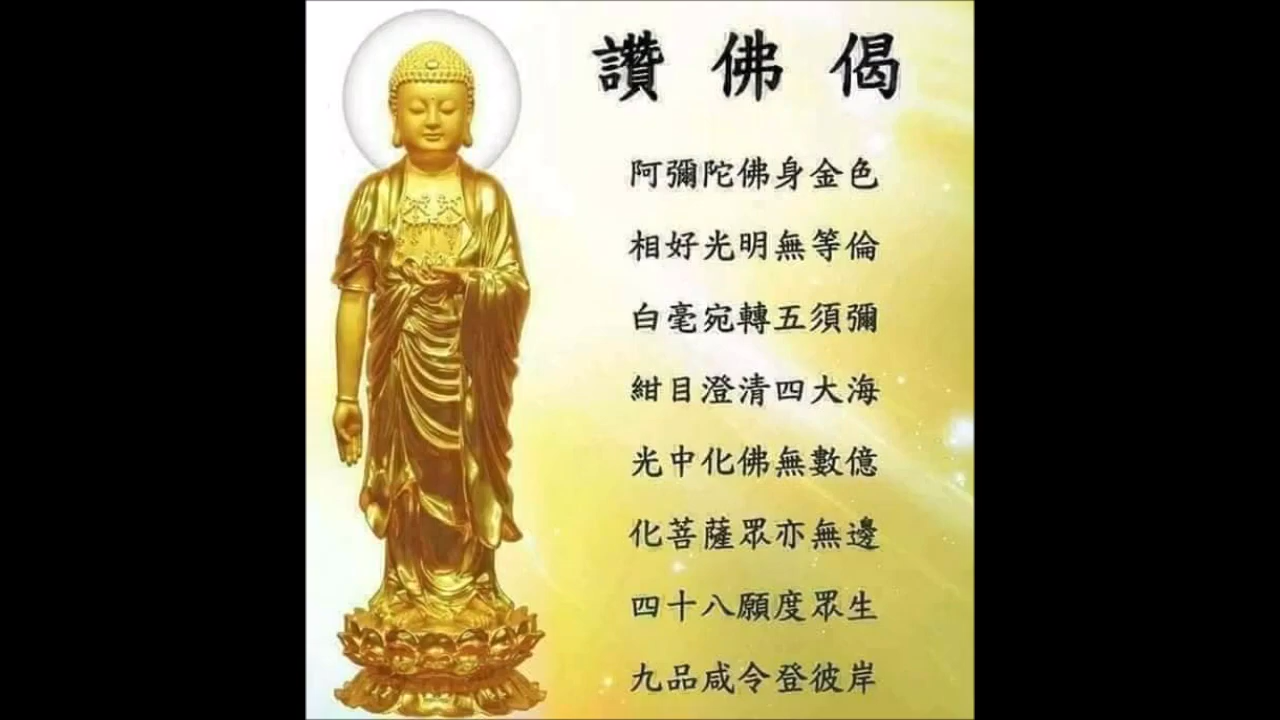 讚佛偈
阿彌陀佛身金色
相好光明無等倫
白毫宛轉五須彌
紺目澄清四大海
光中化佛無數億
化菩薩眾亦無邊
四十八願度眾生
九品咸令登彼岸